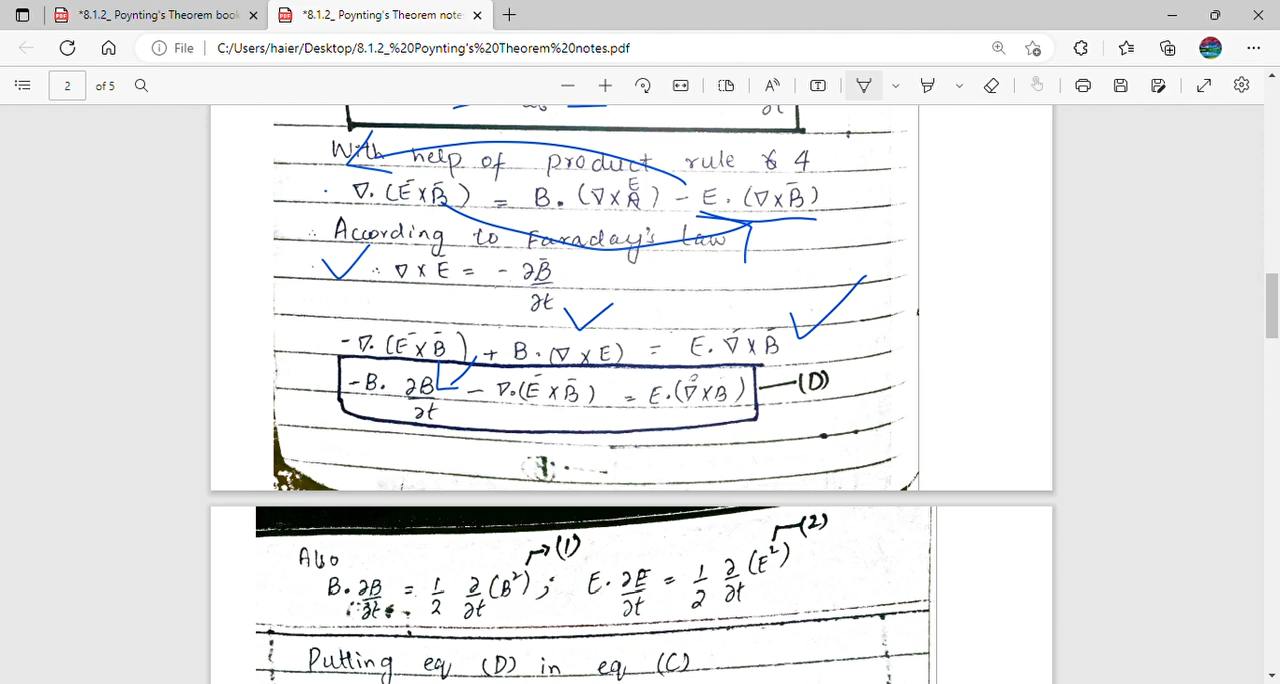 *8.1.2_ Poynting's Theorem book
*8.1.2_ Poynting's Theorem note
File C:/Users/haier/Desktop/8.1.2_%20Poynting's%20Theorem%20notes.pdf
2 of 5
∂t
With help of product rule 4
∇.(E̅×B̅) = B.(∇×E) - E.(∇×B̅)
∴ According to Faraday's law
∴ ∇×E̅ = - ∂B̅/∂t
-∇.(E̅×B̅) + B.(∇×E) = E.∇×B̅
-B. ∂B/∂t - ∇.(E̅×B̅) = E.(∇×B) —(D)
Also
B.∂B/∂t = 1/2 ∂/∂t (B²) →(1) ; E.∂E/∂t = 1/2 ∂/∂t (E²) →(2)
Putting eq (D) in eq (C)